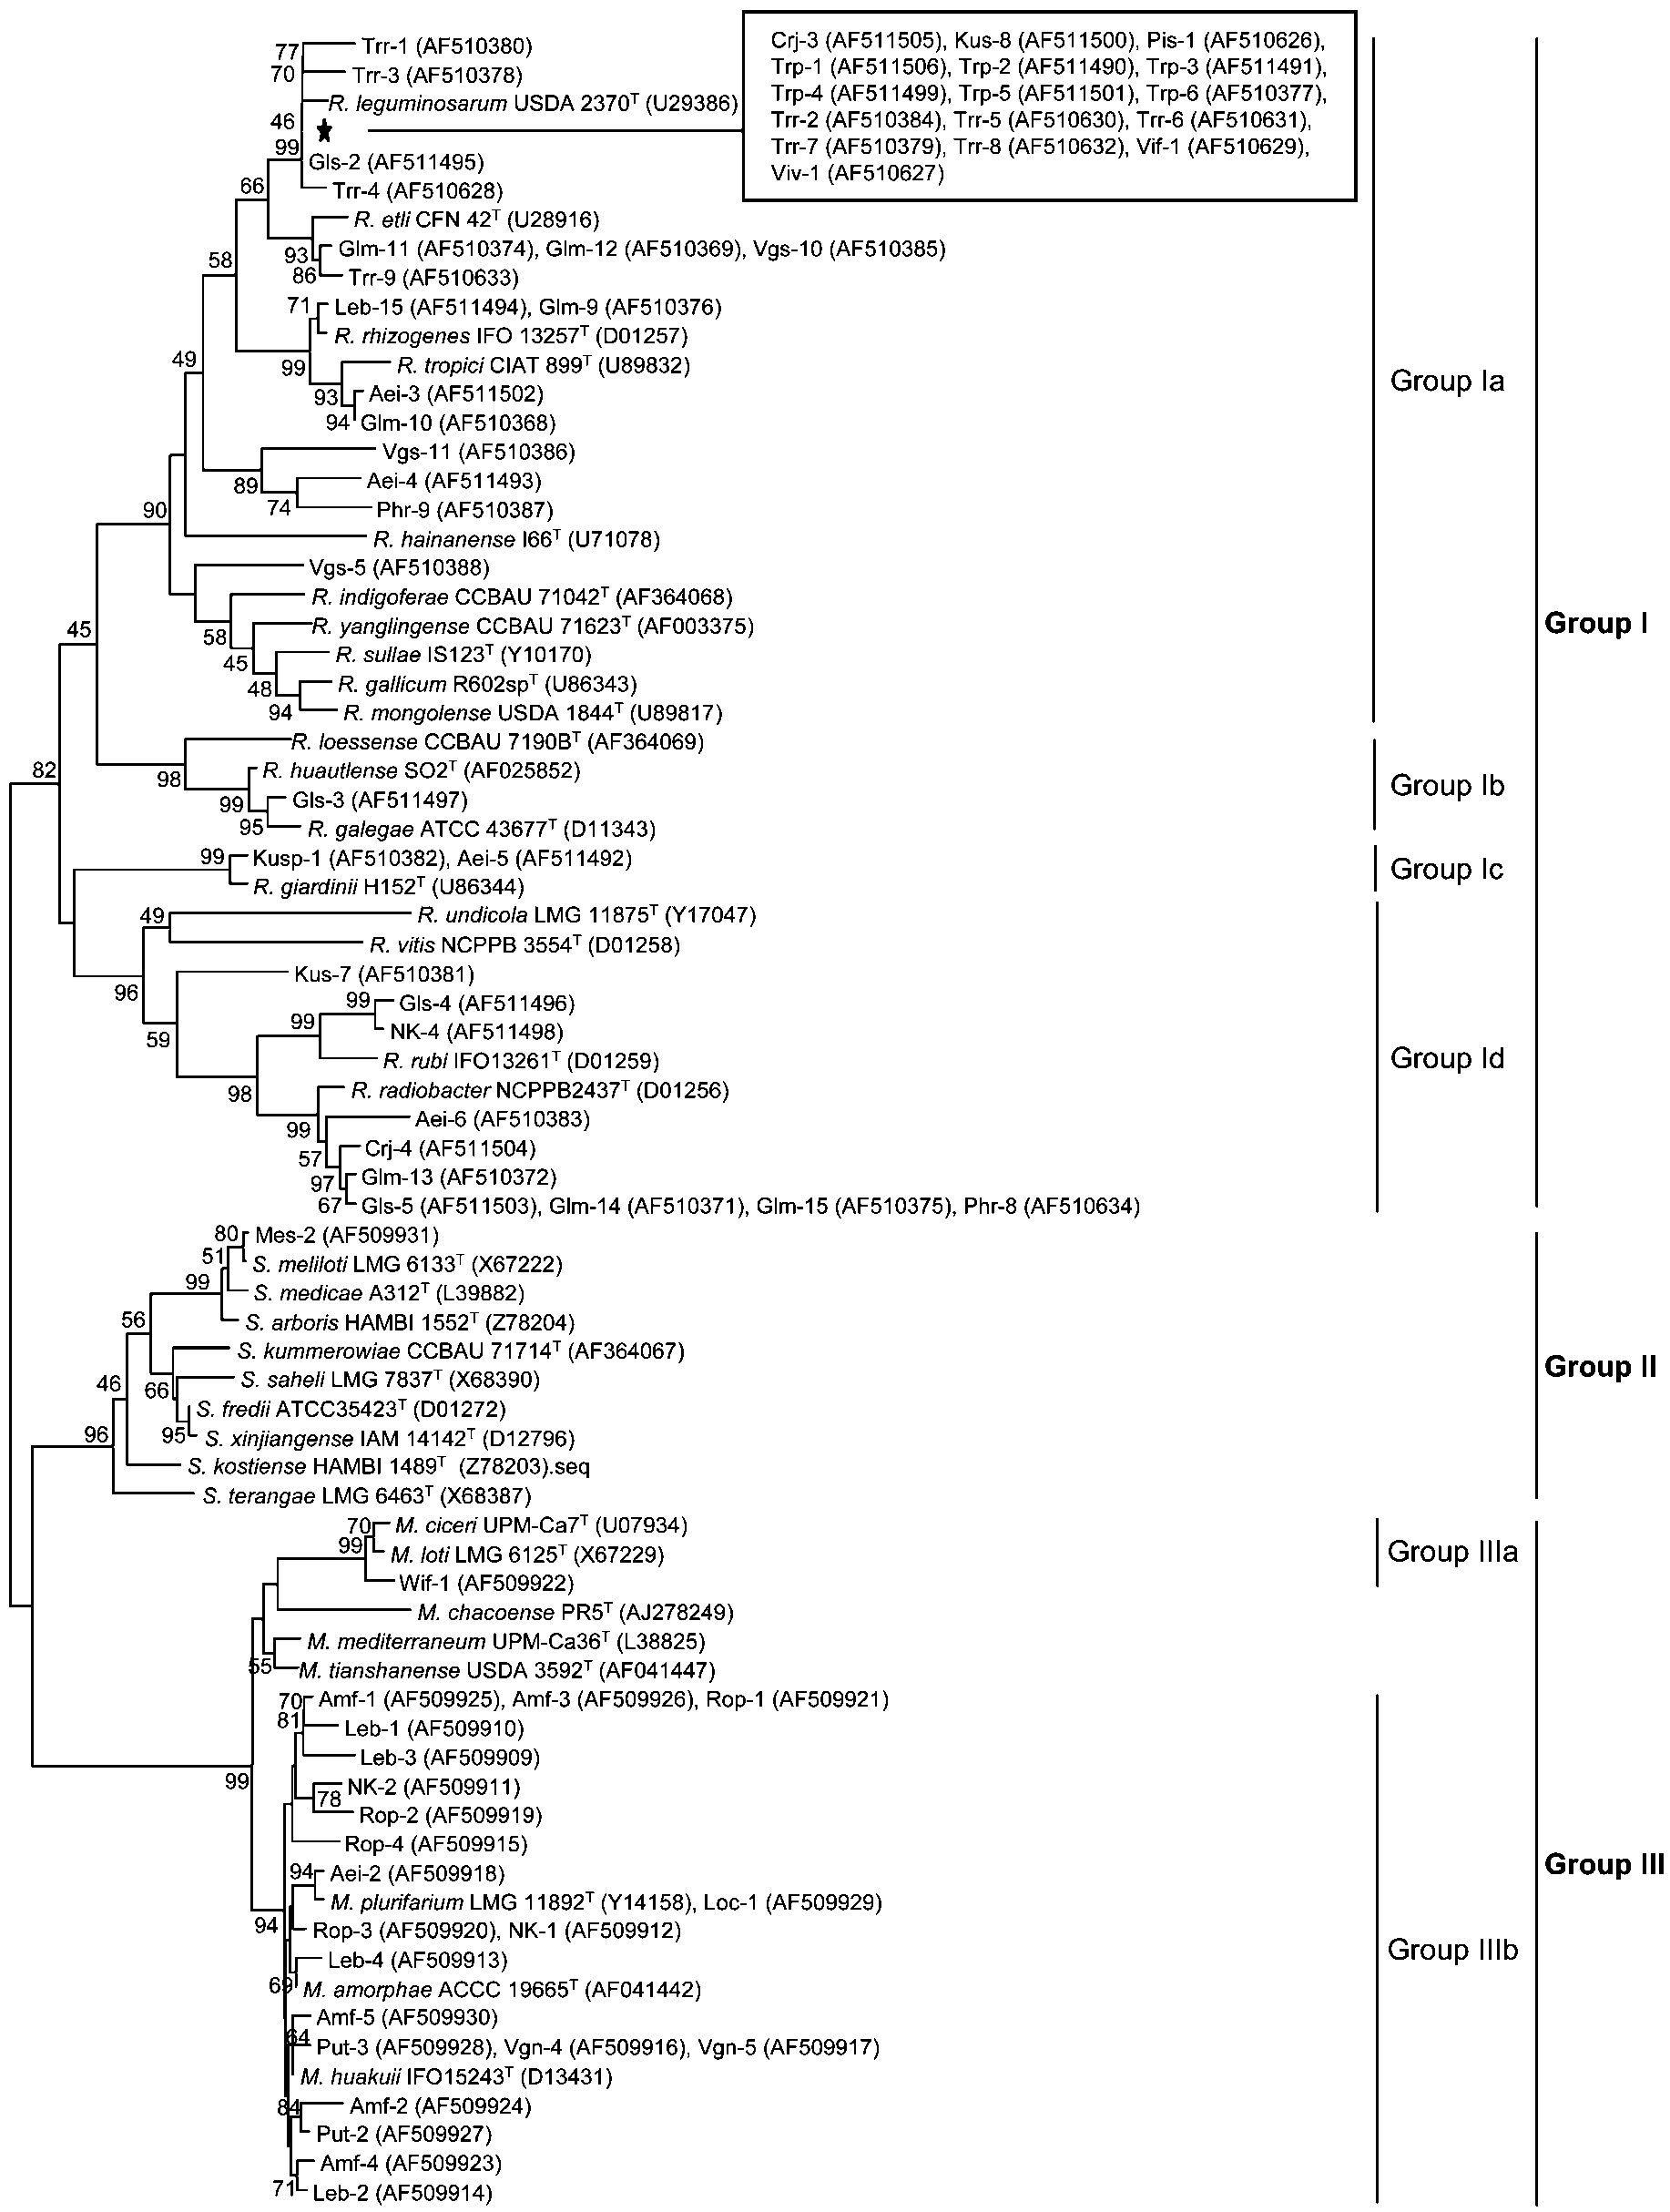 77
Trr-1 (AF510380)
70
Trr-3 (AF510378)
R. leguminosarum USDA 2370ᵀ (U29386)
46
Crj-3 (AF511505), Kus-8 (AF511500), Pis-1 (AF510626),
Trp-1 (AF511506), Trp-2 (AF511490), Trp-3 (AF511491),
Trp-4 (AF511499), Trp-5 (AF511501), Trp-6 (AF510377),
Trr-2 (AF510384), Trr-5 (AF510630), Trr-6 (AF510631),
Trr-7 (AF510379), Trr-8 (AF510632), Vif-1 (AF510629),
Viv-1 (AF510627)
99
Gls-2 (AF511495)
66
Trr-4 (AF510628)
R. etli CFN 42ᵀ (U28916)
93
Glm-11 (AF510374), Glm-12 (AF510369), Vgs-10 (AF510385)
58
86
Trr-9 (AF510633)
71
Leb-15 (AF511494), Glm-9 (AF510376)
R. rhizogenes IFO 13257ᵀ (D01257)
49
99
R. tropici CIAT 899ᵀ (U89832)
Group Ia
93
Aei-3 (AF511502)
94
Glm-10 (AF510368)
Vgs-11 (AF510386)
89
Aei-4 (AF511493)
74
Phr-9 (AF510387)
90
R. hainanense I66ᵀ (U71078)
Vgs-5 (AF510388)
R. indigoferae CCBAU 71042ᵀ (AF364068)
45
58
R. yanglingense CCBAU 71623ᵀ (AF003375)
Group I
45
R. sullae IS123ᵀ (Y10170)
48
R. gallicum R602spᵀ (U86343)
94
R. mongolense USDA 1844ᵀ (U89817)
R. loessense CCBAU 7190Bᵀ (AF364069)
82
98
R. huautlense SO2ᵀ (AF025852)
Group Ib
99
Gls-3 (AF511497)
95
R. galegae ATCC 43677ᵀ (D11343)
99
Kusp-1 (AF510382), Aei-5 (AF511492)
Group Ic
R. giardinii H152ᵀ (U86344)
49
R. undicola LMG 11875ᵀ (Y17047)
R. vitis NCPPB 3554ᵀ (D01258)
96
Kus-7 (AF510381)
99
Gls-4 (AF511496)
59
99
NK-4 (AF511498)
R. rubi IFO13261ᵀ (D01259)
Group Id
98
R. radiobacter NCPPB2437ᵀ (D01256)
99
Aei-6 (AF510383)
57
Crj-4 (AF511504)
97
Glm-13 (AF510372)
67
Gls-5 (AF511503), Glm-14 (AF510371), Glm-15 (AF510375), Phr-8 (AF510634)
80
Mes-2 (AF509931)
51
S. meliloti LMG 6133ᵀ (X67222)
99
S. medicae A312ᵀ (L39882)
56
S. arboris HAMBI 1552ᵀ (Z78204)
S. kummerowiae CCBAU 71714ᵀ (AF364067)
Group II
46
66
S. saheli LMG 7837ᵀ (X68390)
S. fredii ATCC35423ᵀ (D01272)
96
95
S. xinjiangense IAM 14142ᵀ (D12796)
S. kostiense HAMBI 1489ᵀ (Z78203).seq
S. terangae LMG 6463ᵀ (X68387)
70
M. ciceri UPM-Ca7ᵀ (U07934)
99
M. loti LMG 6125ᵀ (X67229)
Group IIIa
Wif-1 (AF509922)
M. chacoense PR5ᵀ (AJ278249)
M. mediterraneum UPM-Ca36ᵀ (L38825)
55
M. tianshanense USDA 3592ᵀ (AF041447)
70
Amf-1 (AF509925), Amf-3 (AF509926), Rop-1 (AF509921)
81
Leb-1 (AF509910)
Leb-3 (AF509909)
99
NK-2 (AF509911)
78
Rop-2 (AF509919)
Rop-4 (AF509915)
Group III
94
Aei-2 (AF509918)
M. plurifarium LMG 11892ᵀ (Y14158), Loc-1 (AF509929)
94
Rop-3 (AF509920), NK-1 (AF509912)
Group IIIb
Leb-4 (AF509913)
69
M. amorphae ACCC 19665ᵀ (AF041442)
Amf-5 (AF509930)
64
Put-3 (AF509928), Vgn-4 (AF509916), Vgn-5 (AF509917)
M. huakuii IFO15243ᵀ (D13431)
84
Amf-2 (AF509924)
Put-2 (AF509927)
Amf-4 (AF509923)
71
Leb-2 (AF509914)